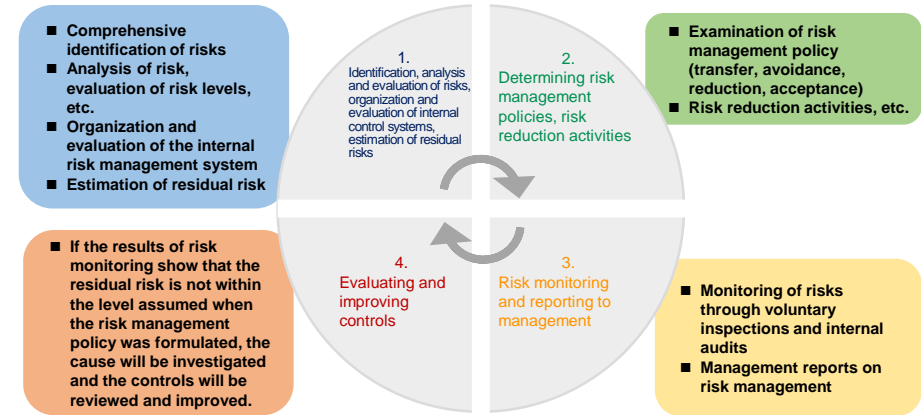 ■ Comprehensive
identification of risks
■ Analysis of risk,
evaluation of risk levels,
etc.
■ Organization and
evaluation of the internal
risk management system
■ Estimation of residual risk
1.
Identification, analysis
and evaluation of risks,
organization and
evaluation of internal
control systems,
estimation of residual
risks
2.
Determining risk
management
policies, risk
reduction activities
■ Examination of risk
management policy
(transfer, avoidance,
reduction, acceptance)
■ Risk reduction activities, etc.
■ If the results of risk
monitoring show that the
residual risk is not within
the level assumed when
the risk management
policy was formulated, the
cause will be investigated
and the controls will be
reviewed and improved.
4.
Evaluating and
improving
controls
3.
Risk monitoring
and reporting to
management
■ Monitoring of risks
through voluntary
inspections and internal
audits
■ Management reports on
risk management